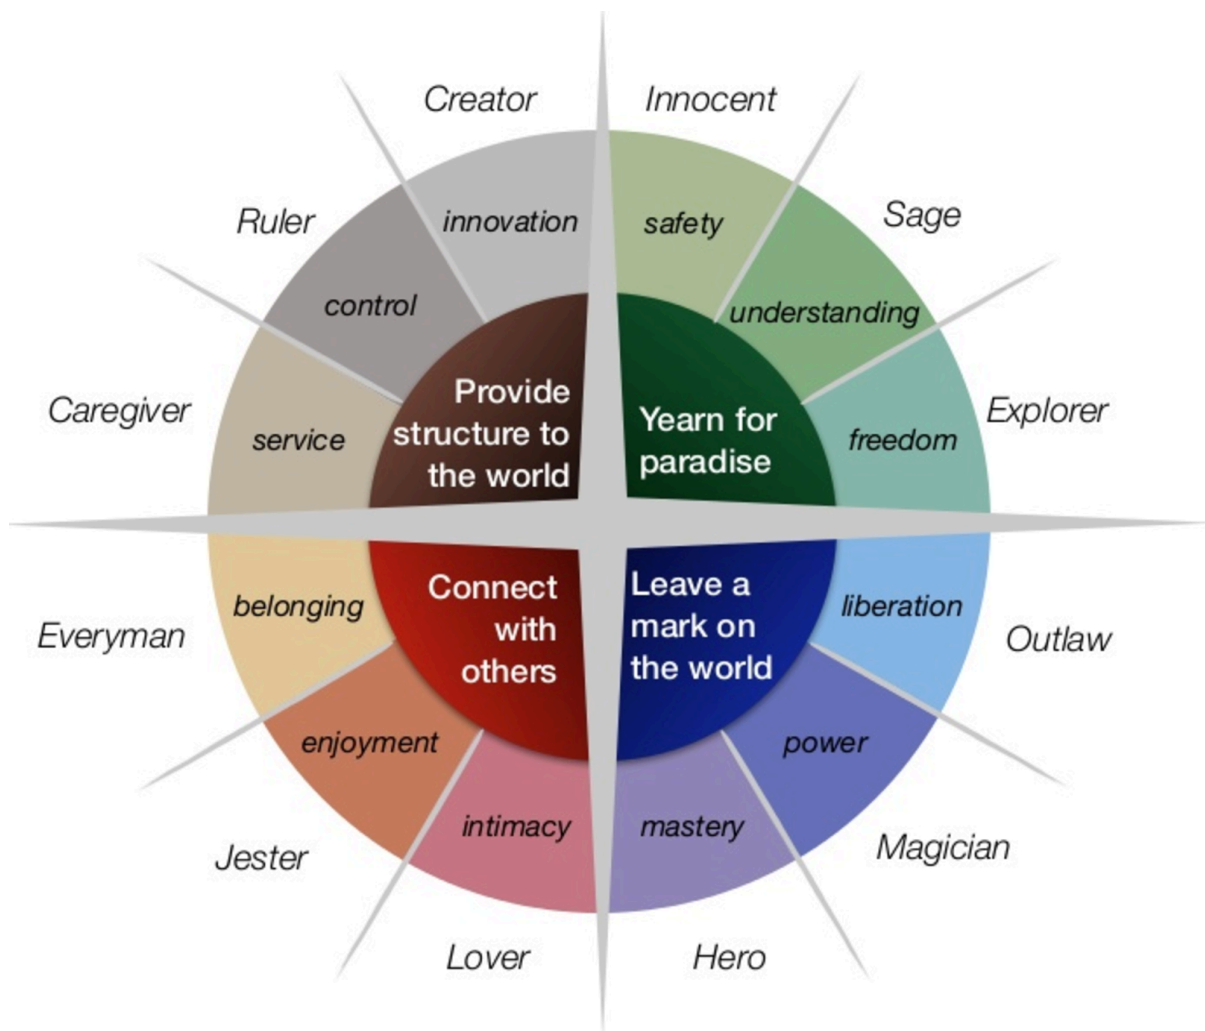 Creator
Innocent
Ruler
Sage
innovation
safety
control
understanding
Caregiver
Explorer
service
freedom
Provide
structure to
the world
Yearn for
paradise
Connect
with
others
Leave a
mark on
the world
belonging
liberation
Everyman
Outlaw
enjoyment
power
intimacy
mastery
Jester
Magician
Lover
Hero